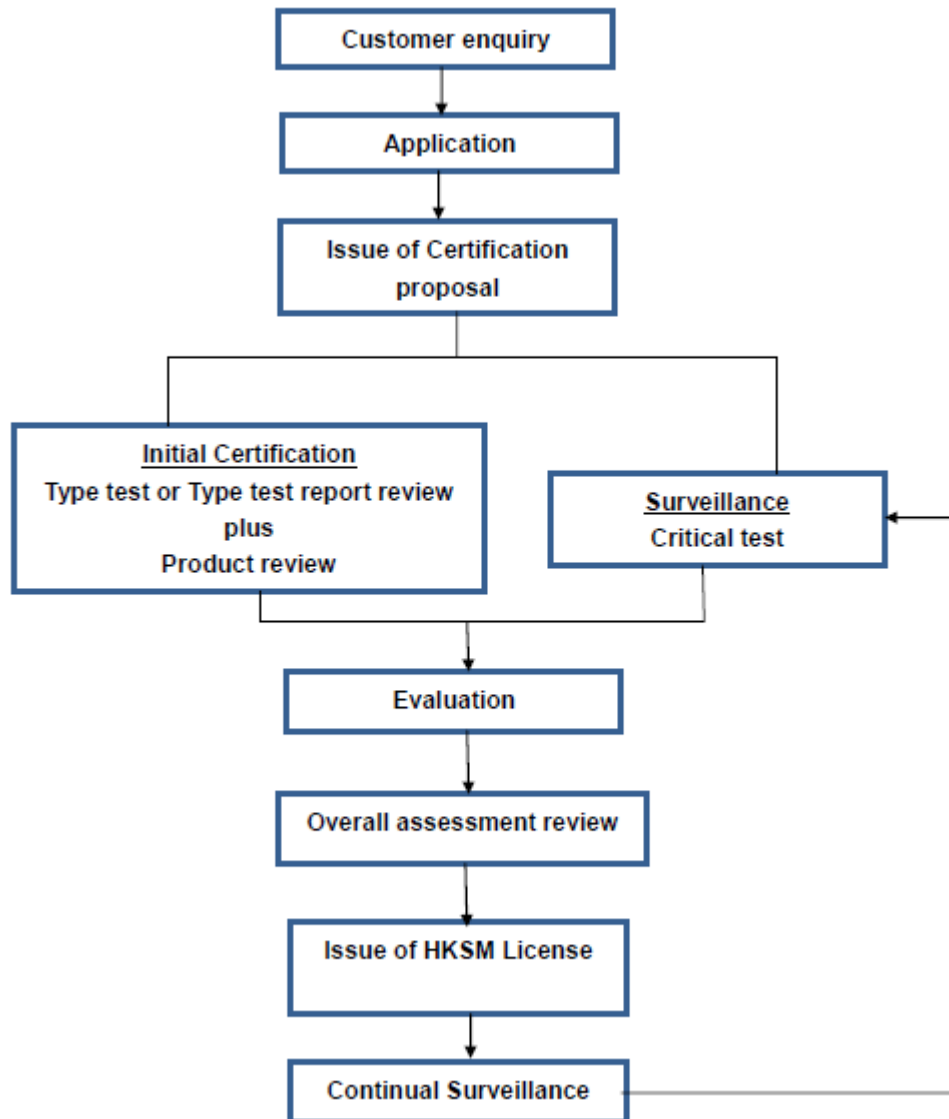 Customer enquiry
Application
Issue of Certification
proposal
Initial Certification
Type test or Type test report review
plus
Product review
Surveillance
Critical test
Evaluation
Overall assessment review
Issue of HKSM License
Continual Surveillance